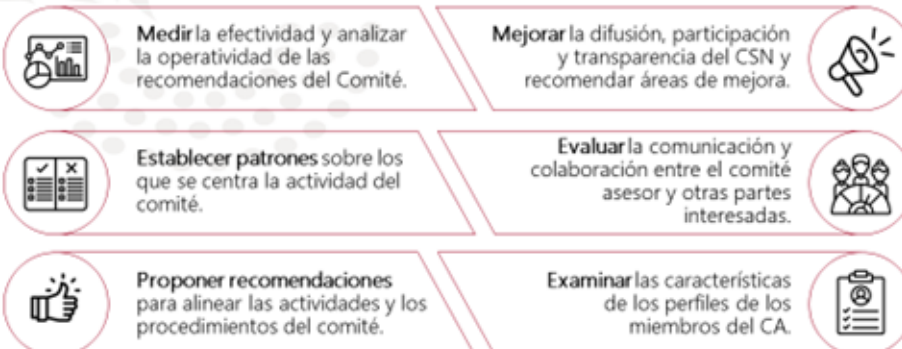 Medir la efectividad y analizar
la operatividad de las
recomendaciones del Comité.
Mejorar la difusión, participación
y transparencia del CSN y
recomendar áreas de mejora.
Establecer patrones sobre los
que se centra la actividad del
comité.
Evaluar la comunicación y
colaboración entre el comité
asesor y otras partes
interesadas.
Proponer recomendaciones
para alinear las actividades y los
procedimientos del comité.
Examinar las características
de los perfiles de los
miembros del CA.